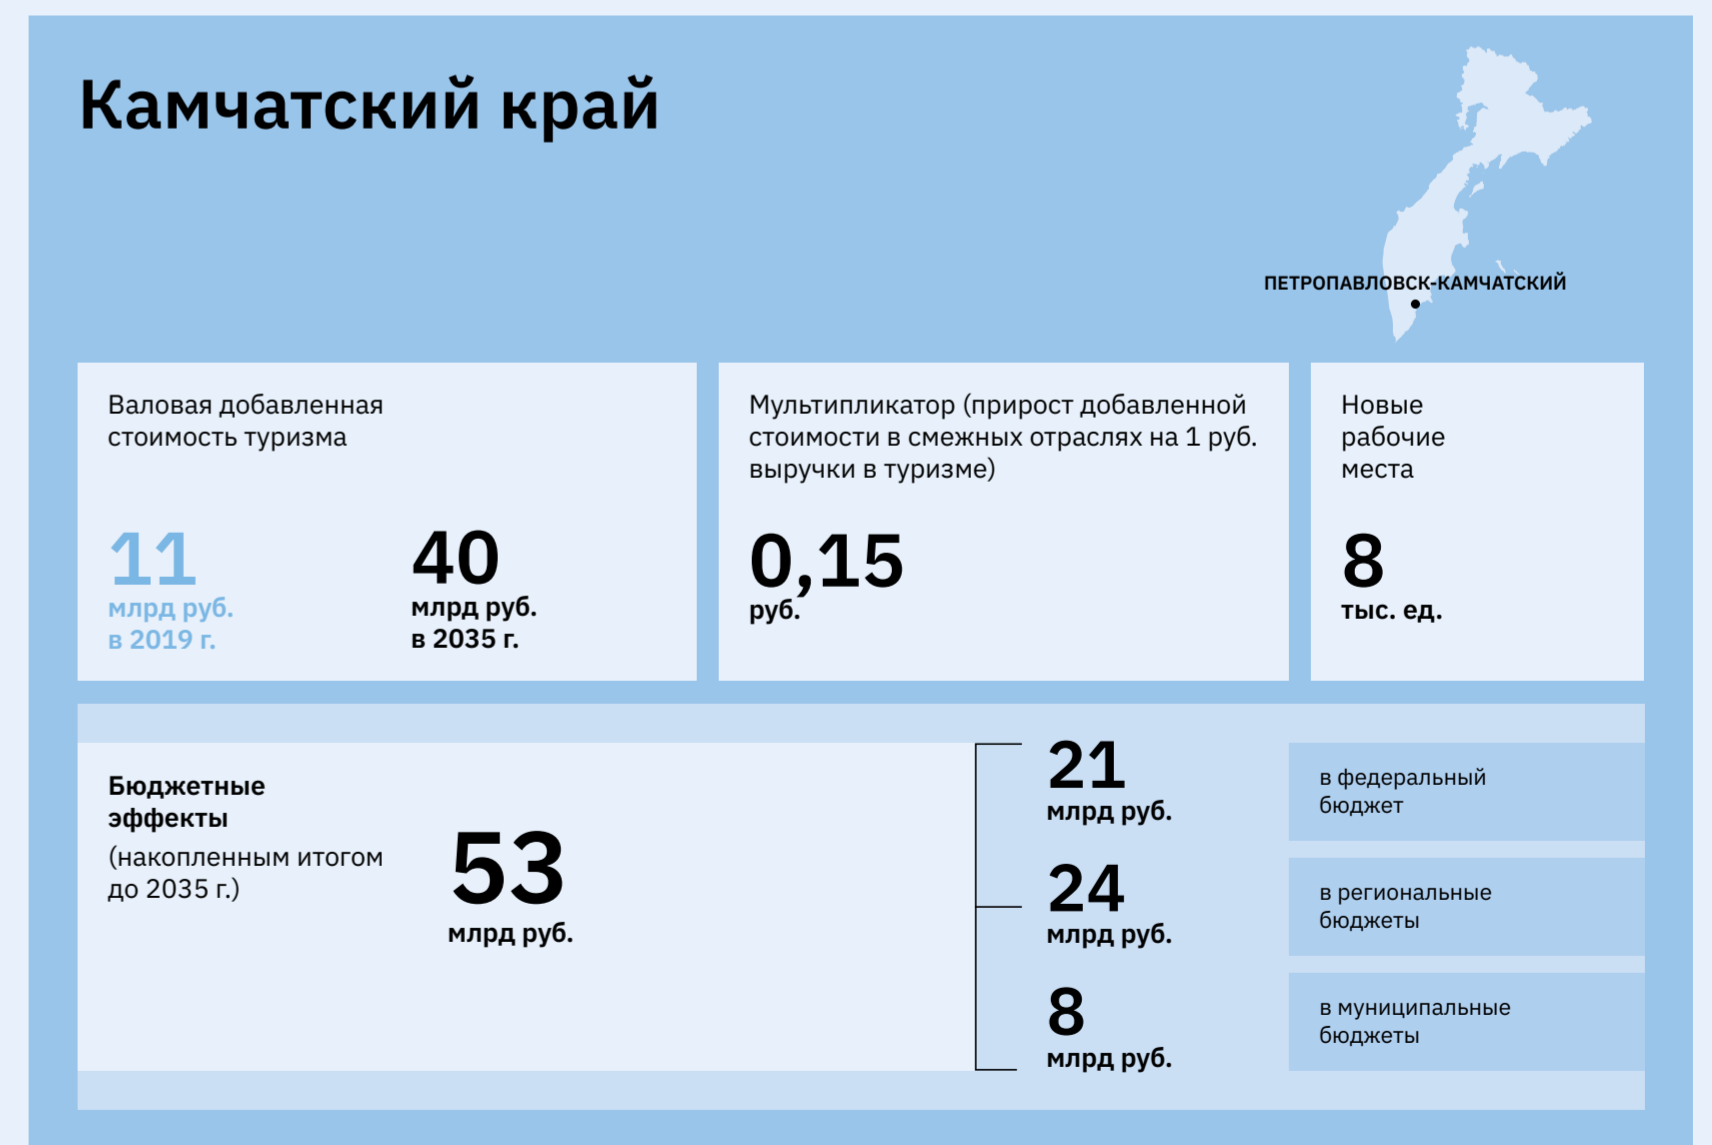 Камчатский край
ПЕТРОПАВЛОВСК-КАМЧАТСКИЙ
Валовая добавленная
стоимость туризма
11
млрд руб.
в 2019 г.
40
млрд руб.
в 2035 г.
Мультипликатор (прирост добавленной
стоимости в смежных отраслях на 1 руб.
выручки в туризме)
0,15
руб.
Новые
рабочие
места
8
тыс. ед.
Бюджетные
эффекты
(накопленным итогом
до 2035 г.)
53
млрд руб.
21
млрд руб.
в федеральный
бюджет
24
млрд руб.
в региональные
бюджеты
8
млрд руб.
в муниципальные
бюджеты